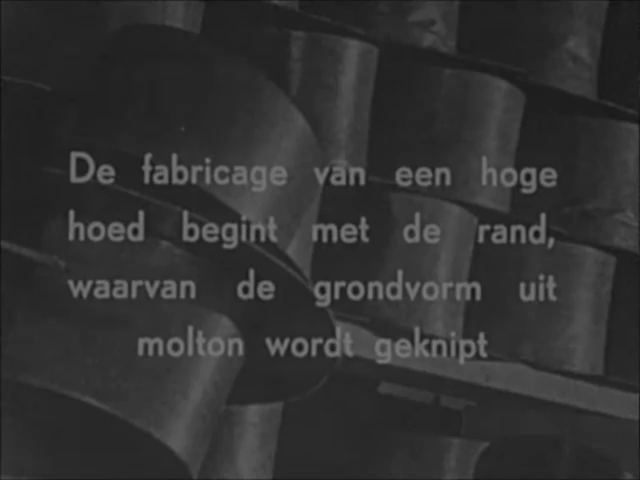 De fabricage van een hoge
hoed begint met de rand,
waarvan de grondvorm uit
molton wordt geknipt